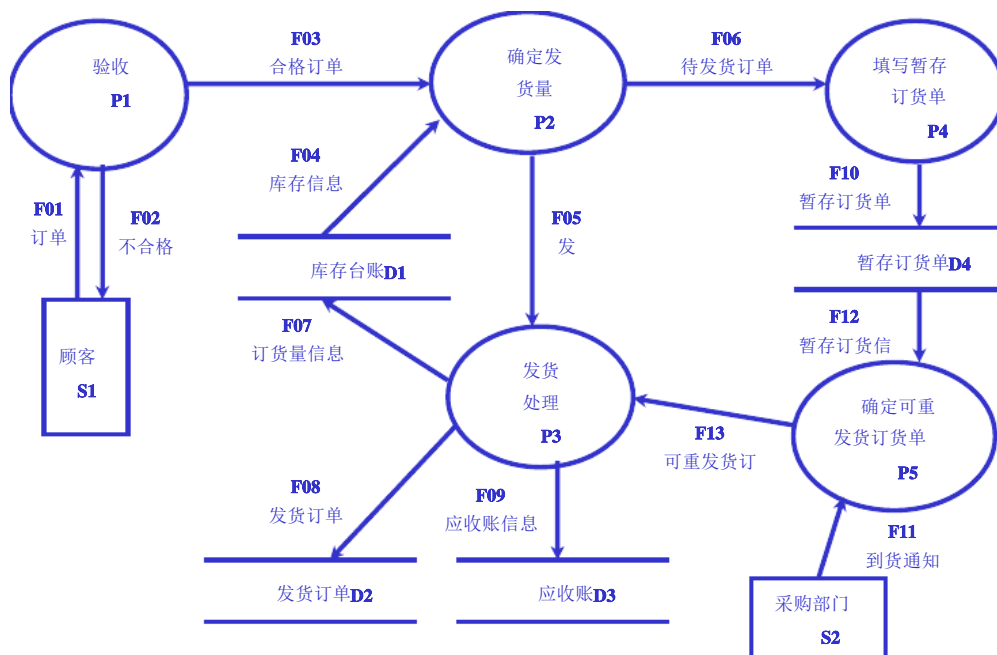 F03
合格订单
F06
待发货订单
验收
P1
确定发
货量
P2
填写暂存
订货单
P4
F04
库存信息
F10
暂存订货单
F01
订单
F02
不合格
F05
发
库存台账D1
暂存订货单D4
F07
订货量信息
F12
暂存订货信
顾客
S1
发货
处理
P3
确定可重
发货订货单
P5
F13
可重发货订
F08
发货订单
F09
应收账信息
F11
到货通知
发货订单D2
应收账D3
采购部门
S2